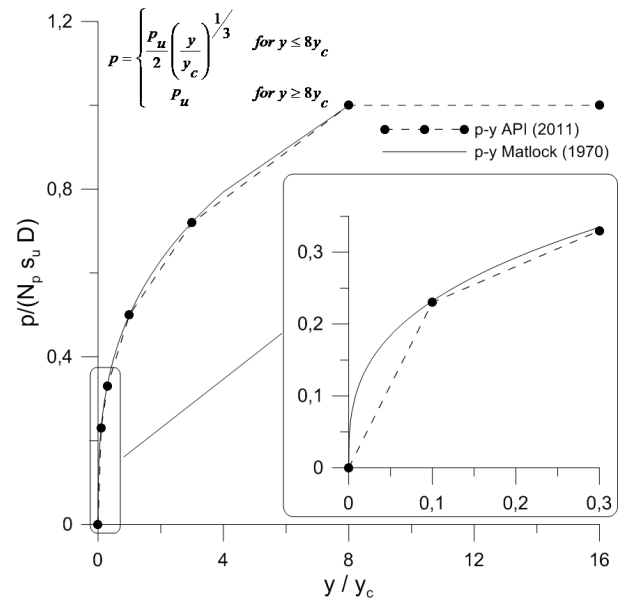 1,2
p = { p_u/2 (y/y_c)^1/3 for y ≤ 8y_c
p_u for y ≥ 8y_c
p-y API (2011)
p-y Matlock (1970)
0,8
0,4
0
p/(N_p s_u D)
0,3
0,2
0,1
0
0 0,1 0,2 0,3
0 4 8 12 16
y / y_c